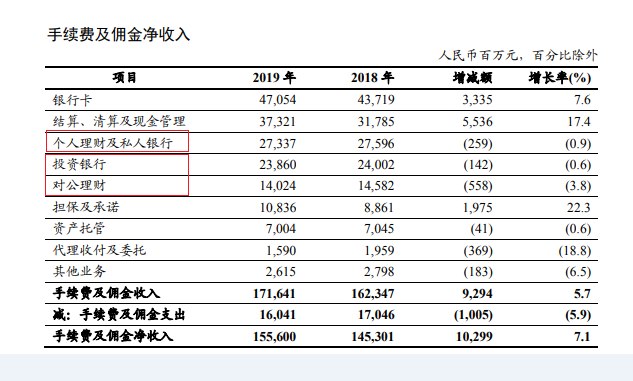 手续费及佣金净收入
人民币百万元，百分比除外
项目 2019 年 2018 年 增减额 增长率(%)
银行卡 47,054 43,719 3,335 7.6
结算、清算及现金管理 37,321 31,785 5,536 17.4
个人理财及私人银行 27,337 27,596 (259) (0.9)
投资银行 23,860 24,002 (142) (0.6)
对公理财 14,024 14,582 (558) (3.8)
担保及承诺 10,836 8,861 1,975 22.3
资产托管 7,004 7,045 (41) (0.6)
代理收付及委托 1,590 1,959 (369) (18.8)
其他业务 2,615 2,798 (183) (6.5)
手续费及佣金收入 171,641 162,347 9,294 5.7
减：手续费及佣金支出 16,041 17,046 (1,005) (5.9)
手续费及佣金净收入 155,600 145,301 10,299 7.1